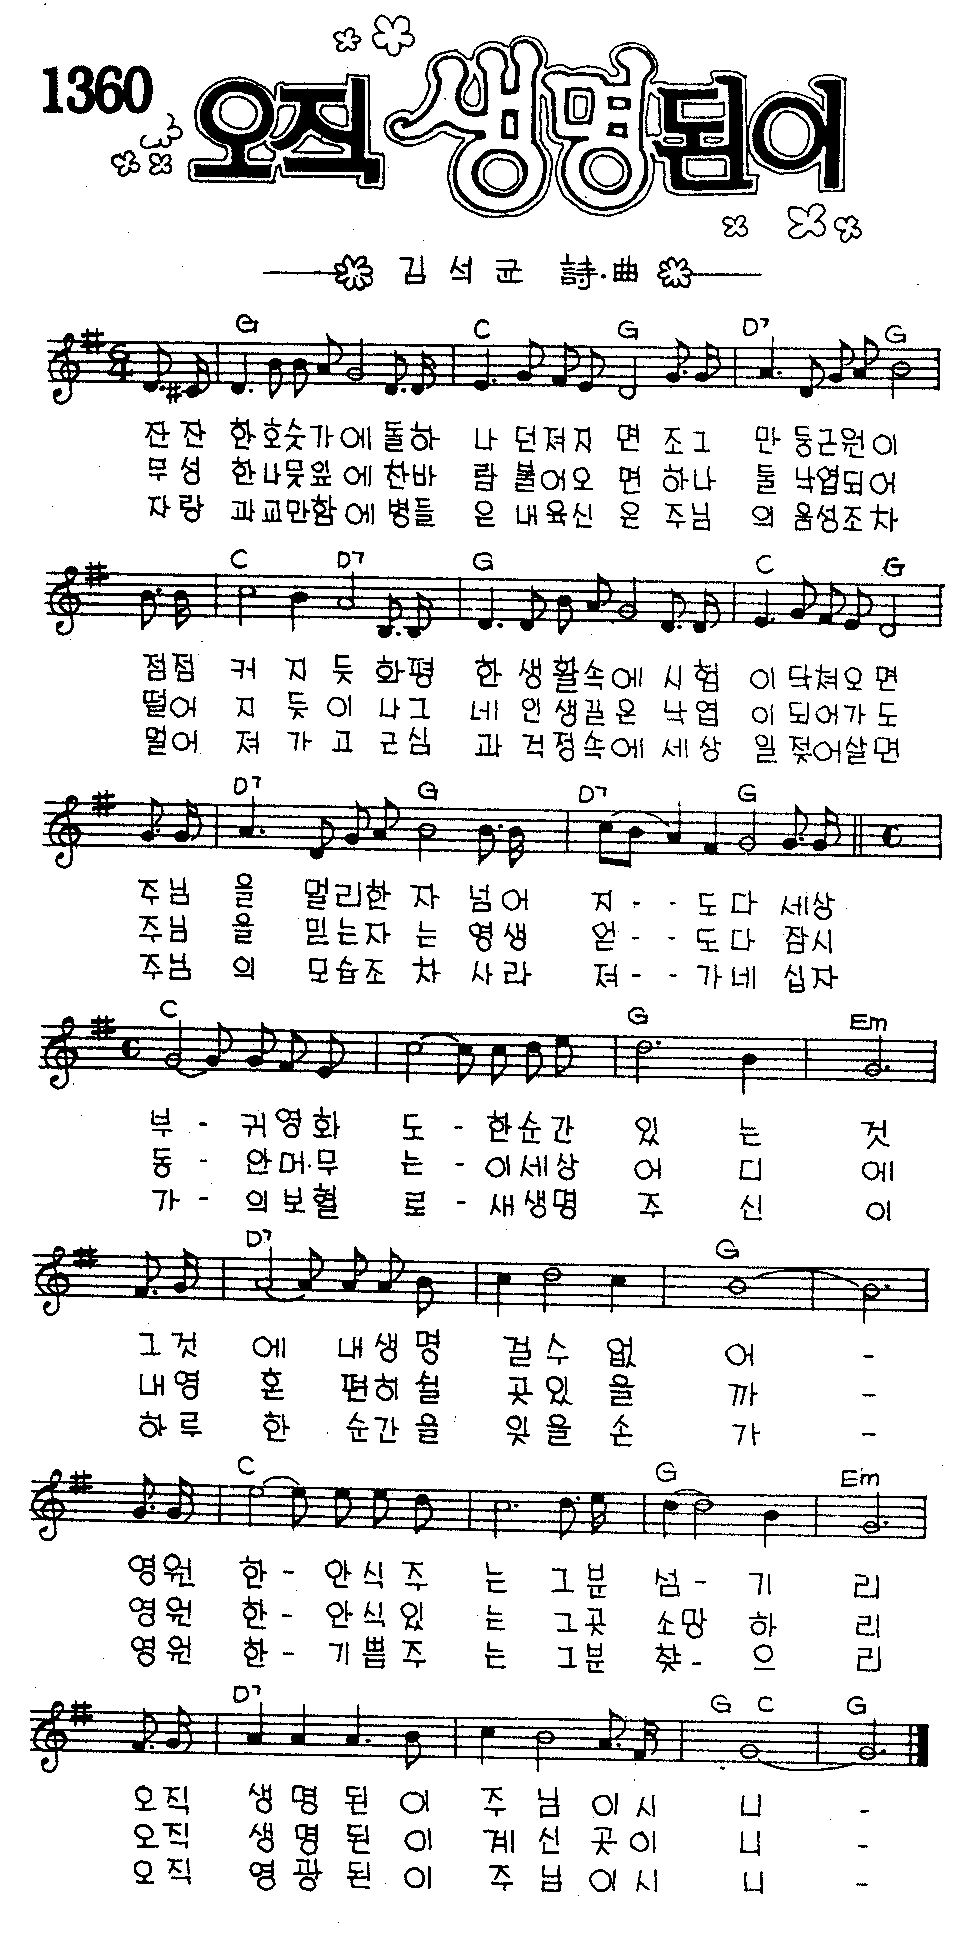 1360
오직 생명됨이
김석균 詩·曲
G C G D7 G
잔잔 한호숫가에돌하 나 던져지 면 조그 만 둥근원이
무성 한나뭇잎에찬바 람 불어오 면 하나 둘 낙엽되어
자랑 과교만함에병들 은 내육신 은 주님 의 음성조차
C D7 G C G
점점 커 지 듯 화평 한 생활속에 시험 이 닥쳐오면
떨어 지 듯이 나그 네 인생길은 낙엽 이되어가도
멀어 져 가고 근심 과 걱정속에 세상 일젖어살면
D7 G D7 G
주님 을 멀리한 자 넘어 지 - - 도다 세상
주님 을 믿는자 는 영생 얻 - - 도다 잠시
주님 의 모습조 차 사라 져 - - 가네 십자
C G Em
부 - 귀영화 도 - 한순간 있 는 것
동 - 안머무 는 - 이세상 어 디 에
가 - 의보혈 로 - 새생명 주 신 이
D7 G
그것 에 내생명 걸수 없 어 -
내영 혼 편히쉴 곳있을 까 -
하루 한 순간을 잊을손 가 -
C G Em
영원 한 - 안식주 는 그분 섬 - 기 리
영원 한 - 안식있 는 그곳 소망 하 리
영원 한 - 기쁨주 는 그분 찾 - 으 리
D7 G C G
오직 생명된이 주님이시 니 -
오직 생명된이 계신곳이 니 -
오직 영광된이 주님이시 니 -